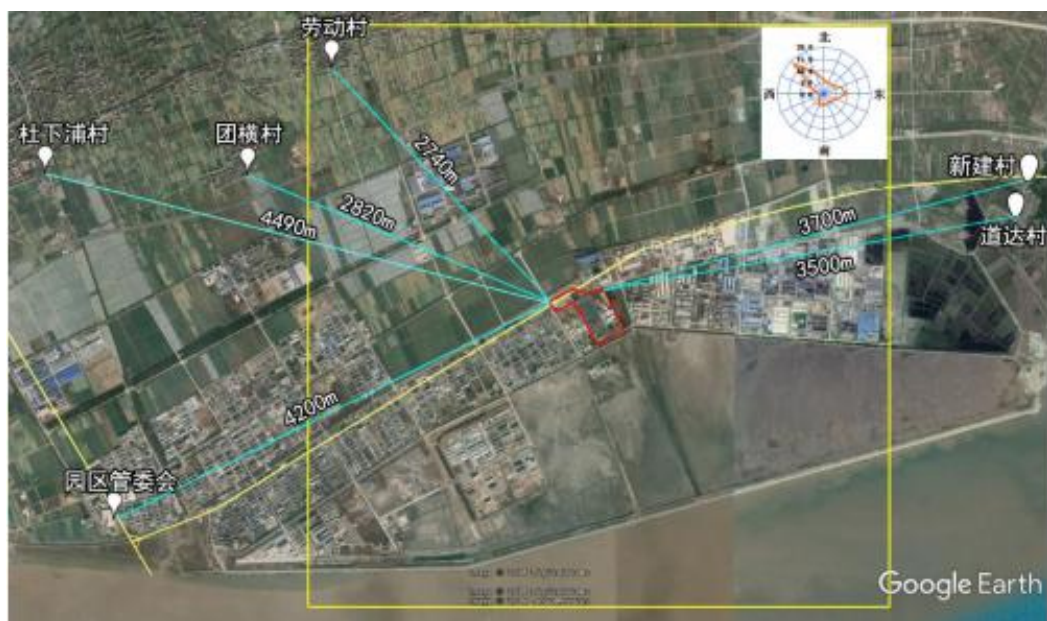 劳动村
北
西
东
南
杜下浦村
团横村
新建村
2740m
2820m
4490m
3700m
道达村
3500m
4200m
园区管委会
Google Earth